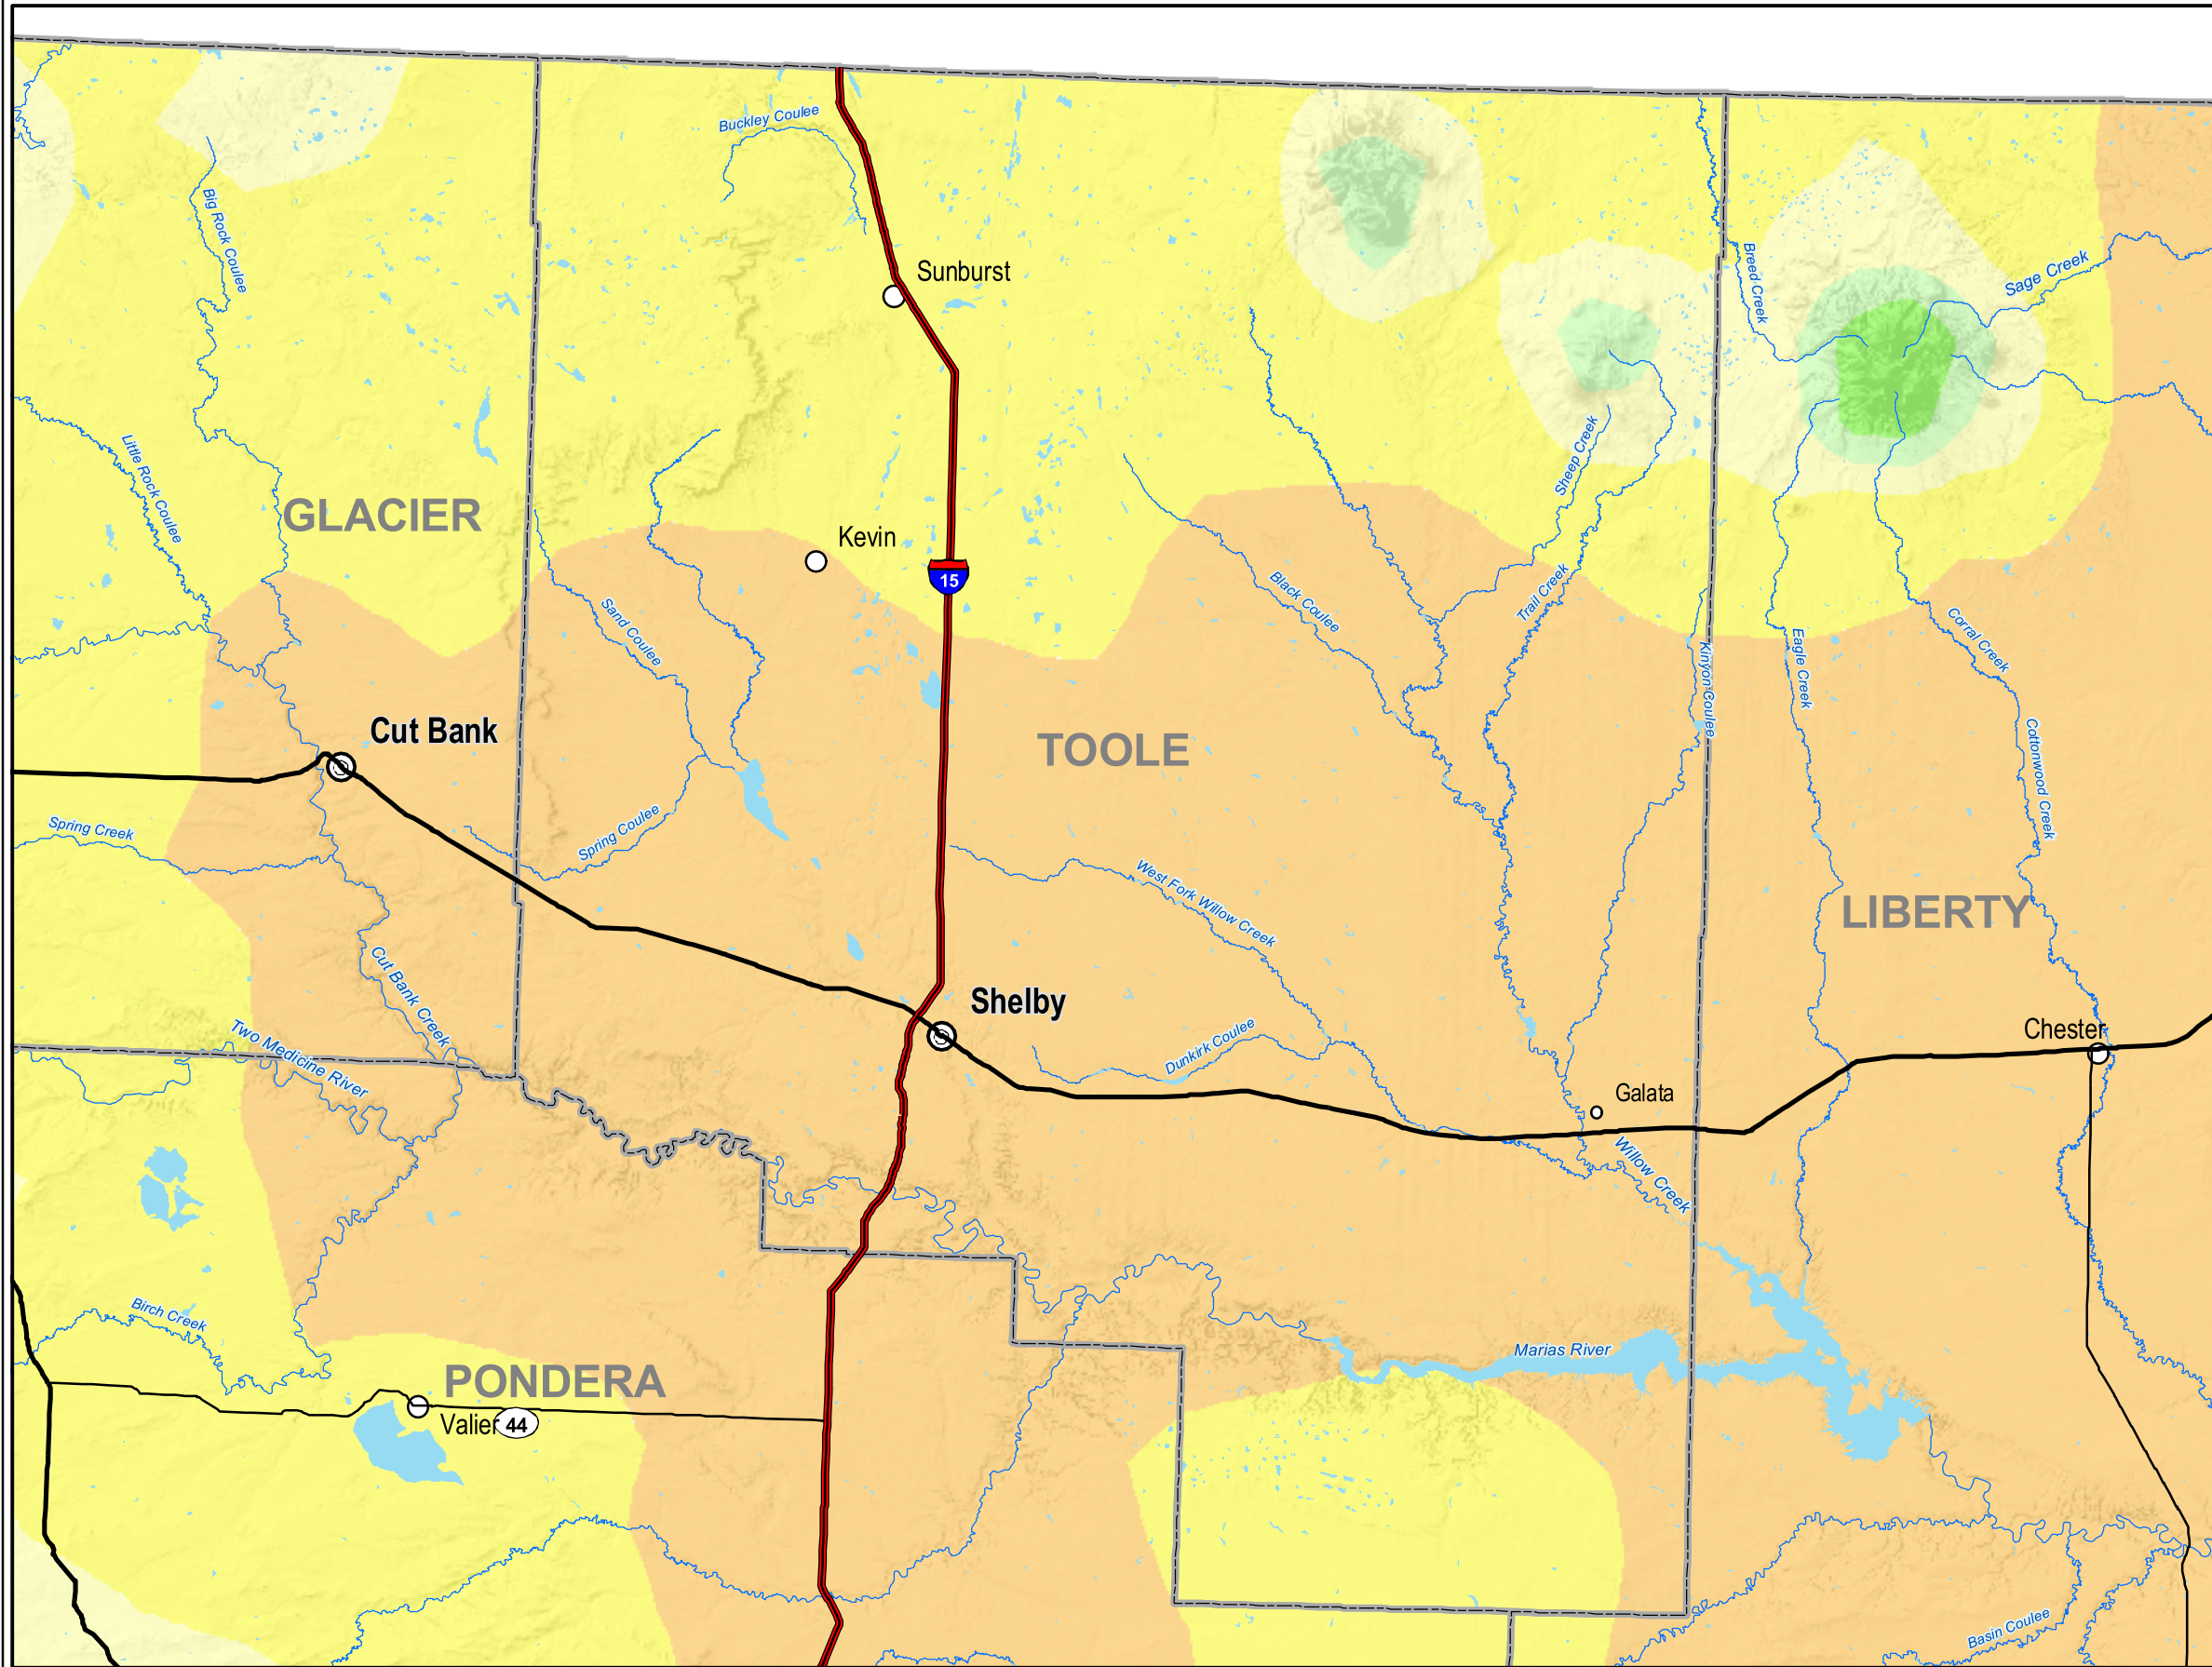 Buckley Coulee
Big Rock Coulee
Sunburst
Breed Creek
Sage Creek
Little Rock Coulee
GLACIER
Sheep Creek
Kevin
15
Black Coulee
Trail Creek
Sand Coulee
Kinyon Coulee
Eagle Creek
Corral Creek
Cut Bank
TOOLE
Cottonwood Creek
Spring Creek
Spring Coulee
West Fork Willow Creek
LIBERTY
Cut Bank Creek
Shelby
Two Medicine River
Dunkirk Coulee
Chester
Galata
Willow Creek
Birch Creek
Marias River
PONDERA
Valier
44
Basin Coulee